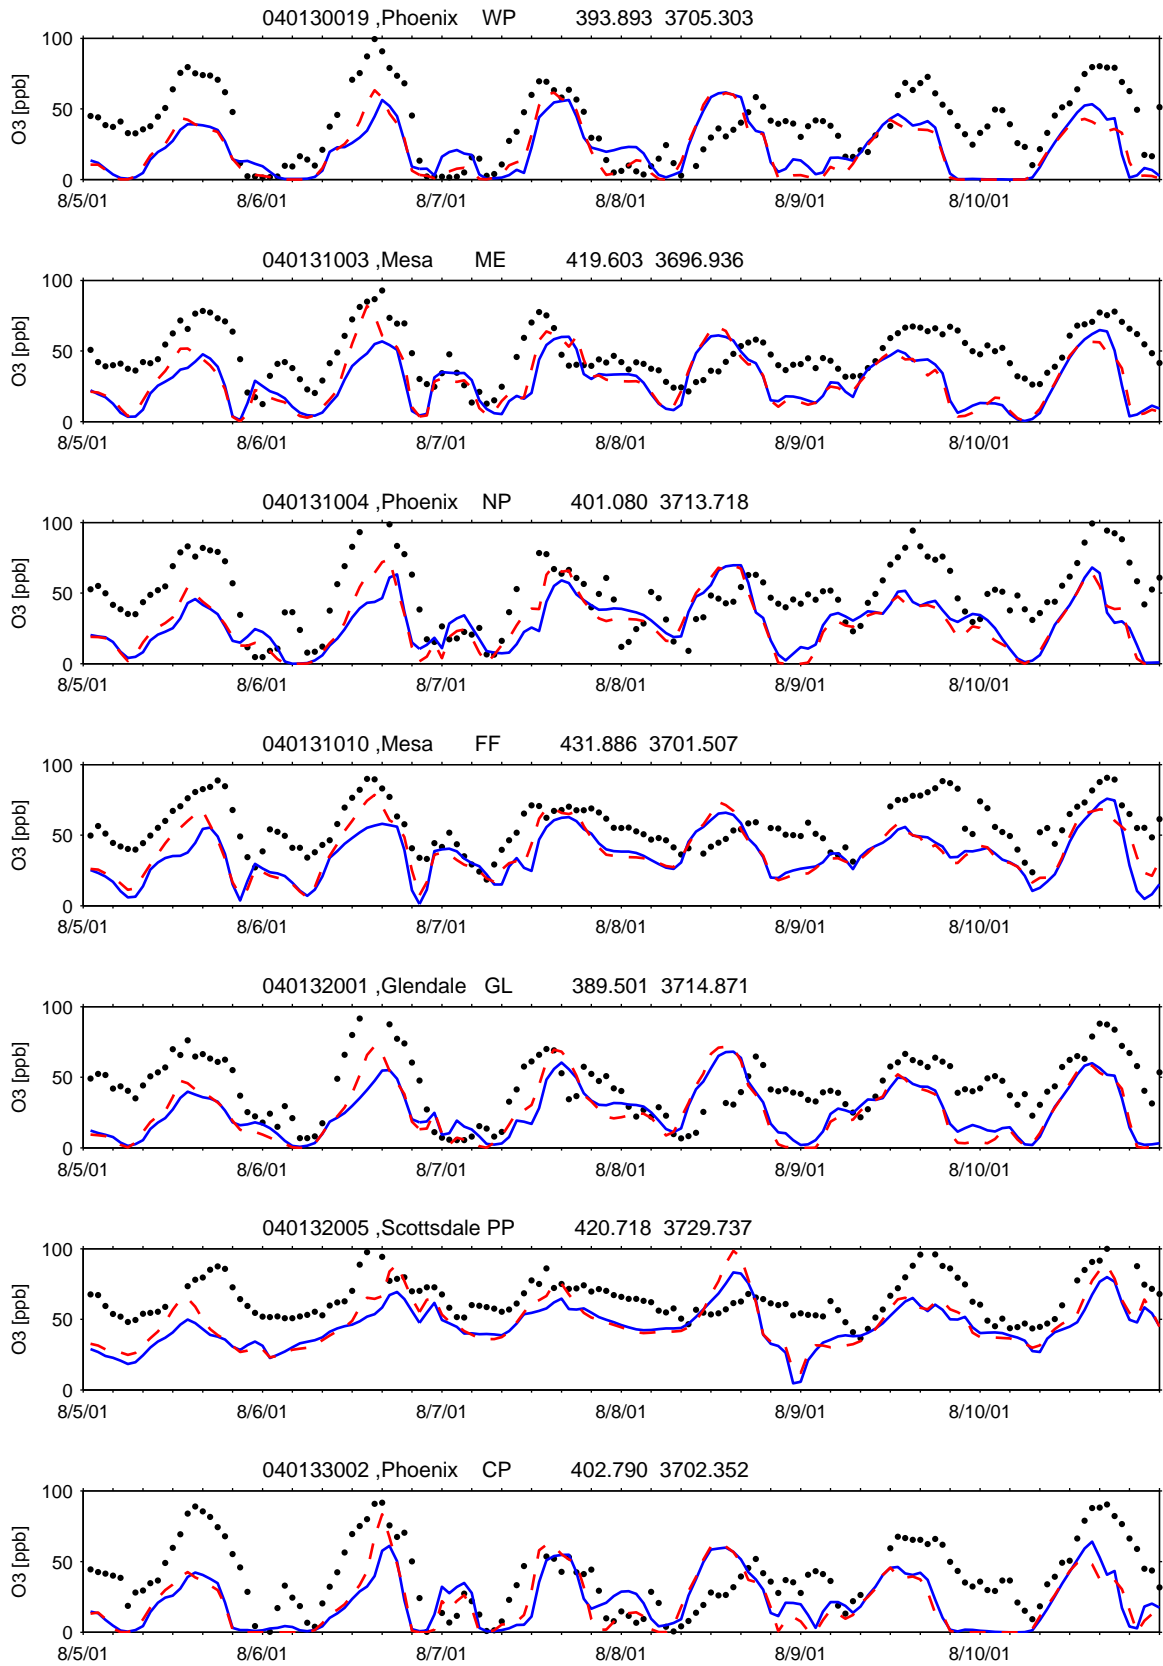 040130019 ,Phoenix WP 393.893 3705.303
100
50
0
O3 [ppb]
8/5/01 8/6/01 8/7/01 8/8/01 8/9/01 8/10/01
040131003 ,Mesa ME 419.603 3696.936
100
50
0
O3 [ppb]
8/5/01 8/6/01 8/7/01 8/8/01 8/9/01 8/10/01
040131004 ,Phoenix NP 401.080 3713.718
100
50
0
O3 [ppb]
8/5/01 8/6/01 8/7/01 8/8/01 8/9/01 8/10/01
040131010 ,Mesa FF 431.886 3701.507
100
50
0
O3 [ppb]
8/5/01 8/6/01 8/7/01 8/8/01 8/9/01 8/10/01
040132001 ,Glendale GL 389.501 3714.871
100
50
0
O3 [ppb]
8/5/01 8/6/01 8/7/01 8/8/01 8/9/01 8/10/01
040132005 ,Scottsdale PP 420.718 3729.737
100
50
0
O3 [ppb]
8/5/01 8/6/01 8/7/01 8/8/01 8/9/01 8/10/01
040133002 ,Phoenix CP 402.790 3702.352
100
50
0
O3 [ppb]
8/5/01 8/6/01 8/7/01 8/8/01 8/9/01 8/10/01